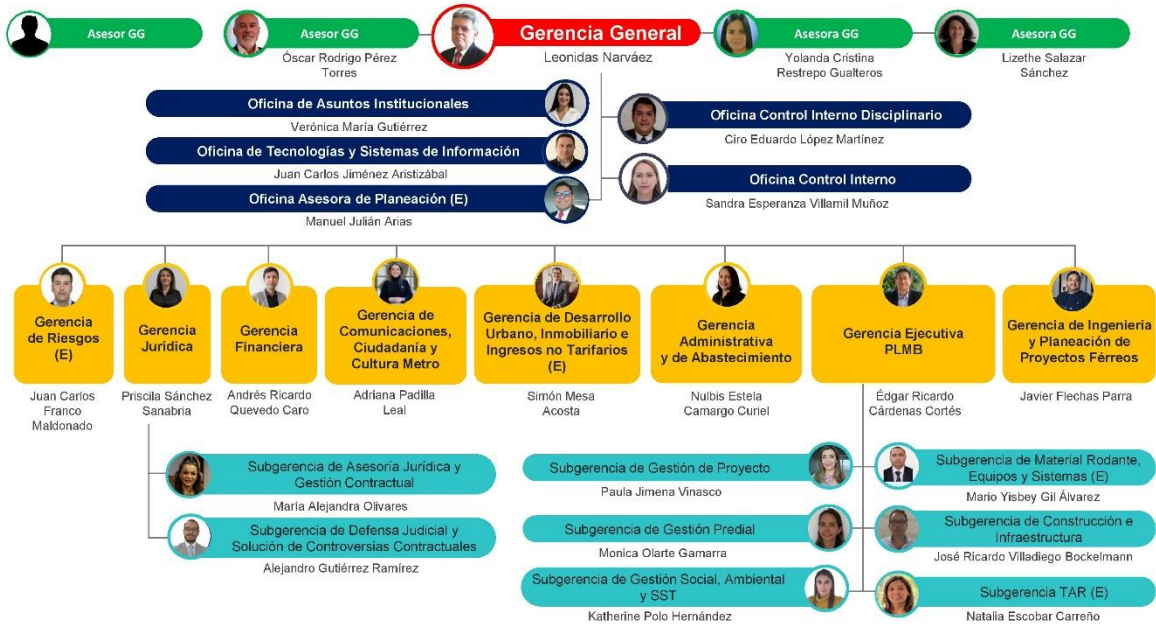 Asesor GG
Asesor GG
Óscar Rodrigo Pérez
Torres
Gerencia General
Leonidas Narváez
Asesora GG
Yolanda Cristina
Restrepo Gualteros
Asesora GG
Lizethe Salazar
Sánchez
Oficina de Asuntos Institucionales
Verónica María Gutiérrez
Oficina de Tecnologías y Sistemas de Información
Juan Carlos Jiménez Aristizábal
Oficina Asesora de Planeación (E)
Manuel Julián Arias
Oficina Control Interno Disciplinario
Ciro Eduardo López Martínez
Oficina Control Interno
Sandra Esperanza Villamil Muñoz
Gerencia
de Riesgos
(E)
Juan Carlos
Franco
Maldonado
Gerencia
Jurídica
Priscila Sánchez
Sanabria
Gerencia
Financiera
Andrés Ricardo
Quevedo Caro
Gerencia de
Comunicaciones,
Ciudadanía y
Cultura Metro
Adriana Padilla
Leal
Gerencia de Desarrollo
Urbano, Inmobiliario e
Ingresos no Tarifarios
(E)
Simón Mesa
Acosta
Gerencia
Administrativa
y de Abastecimiento
Nulbis Estela
Camargo Curiel
Gerencia Ejecutiva
PLMB
Édgar Ricardo
Cárdenas Cortés
Gerencia de Ingeniería
y Planeación de
Proyectos Férreos
Javier Flechas Parra
Subgerencia de Asesoría Jurídica y
Gestión Contractual
María Alejandra Olivares
Subgerencia de Defensa Judicial y
Solución de Controversias Contractuales
Alejandro Gutiérrez Ramírez
Subgerencia de Gestión de Proyecto
Paula Jimena Vinasco
Subgerencia de Gestión Predial
Monica Olarte Gamarra
Subgerencia de Gestión Social, Ambiental
y SST
Katherine Polo Hernández
Subgerencia de Material Rodante,
Equipos y Sistemas (E)
Mario Yisbey Gil Álvarez
Subgerencia de Construcción e
Infraestructura
José Ricardo Villadiego Bockelmann
Subgerencia TAR (E)
Natalia Escobar Carreño